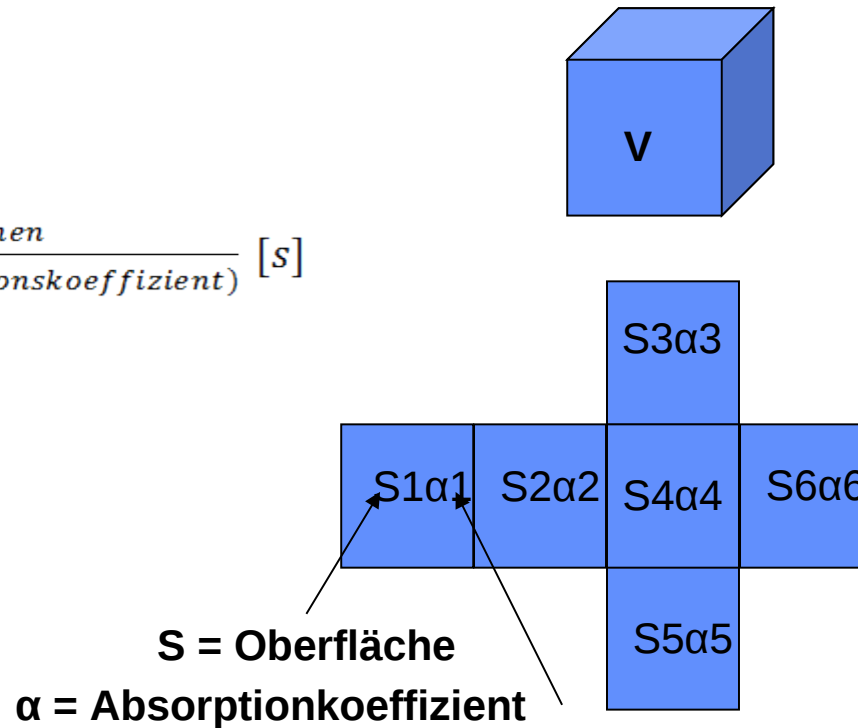 V
[s]
S3α3
S1α1 S2α2 S4α4 S6α6
S5α5
S = Oberfläche
α = Absorptionkoeffizient